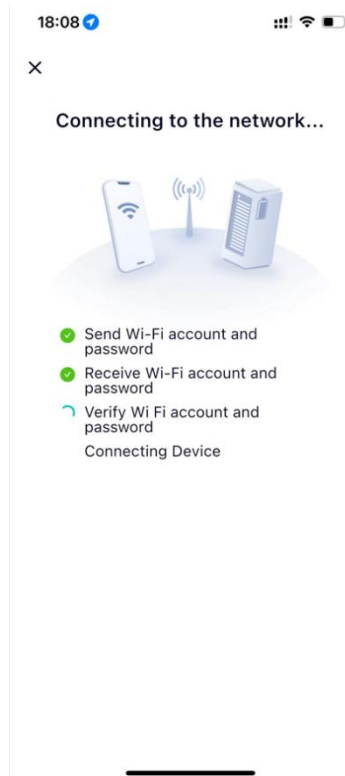 18:08
Connecting to the network...
Send Wi-Fi account and
password
Receive Wi-Fi account and
password
Verify Wi Fi account and
password
Connecting Device